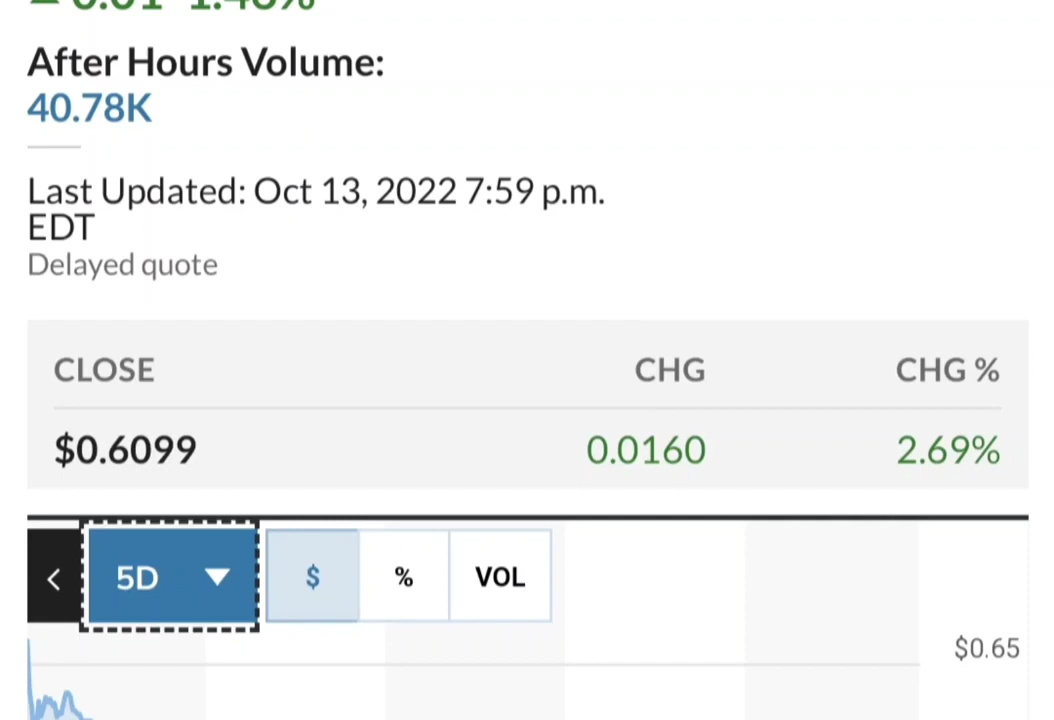 After Hours Volume:
40.78K
Last Updated: Oct 13, 2022 7:59 p.m.
EDT
Delayed quote
CLOSE CHG CHG %
$0.6099 0.0160 2.69%
5D $ % VOL
$0.65